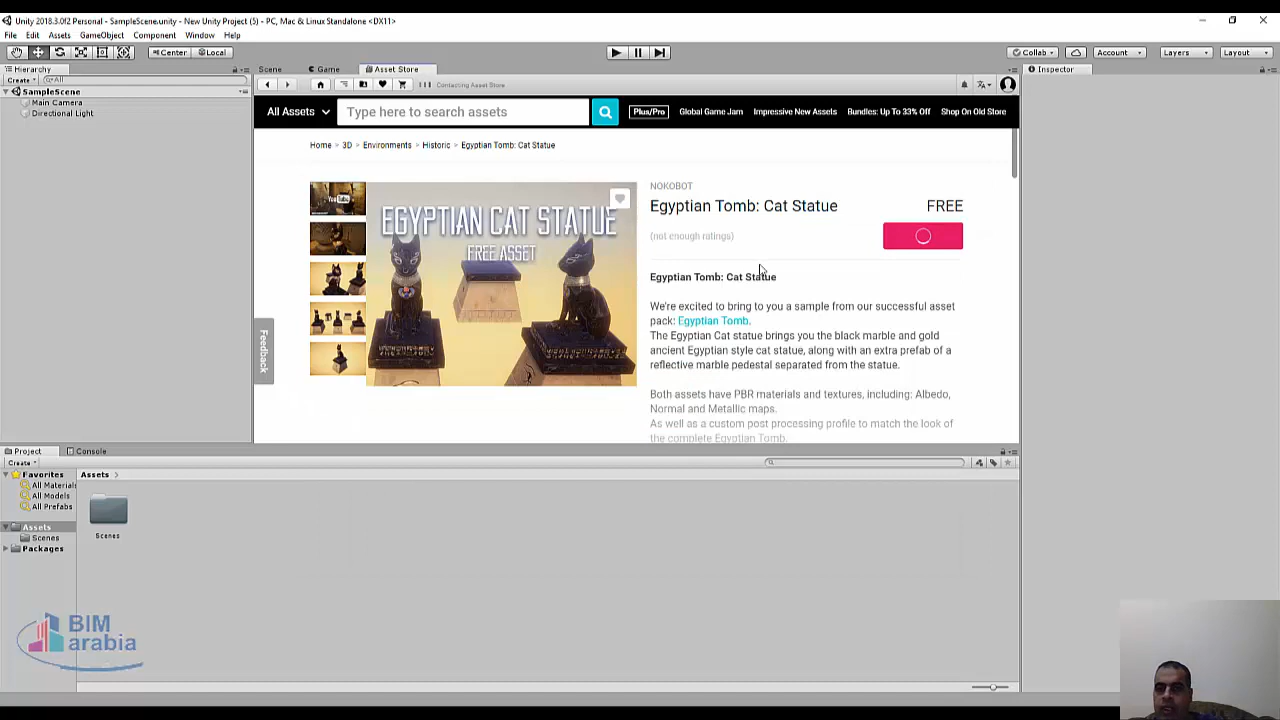 Unity 2018.3.0f2 Personal - SampleScene.unity - New Unity Project (5) - PC, Mac & Linux Standalone <DX11>
File Edit Assets GameObject Component Window Help
Center Local Collab Account Layers Layout
Hierarchy Scene Game Asset Store Inspector
Create All
Contacting Asset Store
SampleScene
Main Camera
Directional Light
All Assets Type here to search assets Plus/Pro Global Game Jam Impressive New Assets Bundles: Up To 33% Off Shop On Old Store
Home > 3D > Environments > Historic > Egyptian Tomb: Cat Statue
You Tube
EGYPTIAN CAT STATUE
FREE ASSET
NOKOBOT
Egyptian Tomb: Cat Statue FREE
(not enough ratings)
Egyptian Tomb: Cat Statue
We're excited to bring to you a sample from our successful asset
pack: Egyptian Tomb.
The Egyptian Cat statue brings you the black marble and gold
ancient Egyptian style cat statue, along with an extra prefab of a
reflective marble pedestal separated from the statue.
Both assets have PBR materials and textures, including: Albedo,
Normal and Metallic maps.
As well as a custom post processing profile to match the look of
the complete Egyptian Tomb.
Feedback
Project Console
Create
Favorites
All Materials
All Models
All Prefabs
Assets
Scenes
Packages
Assets >
Scenes
BIM
arabia